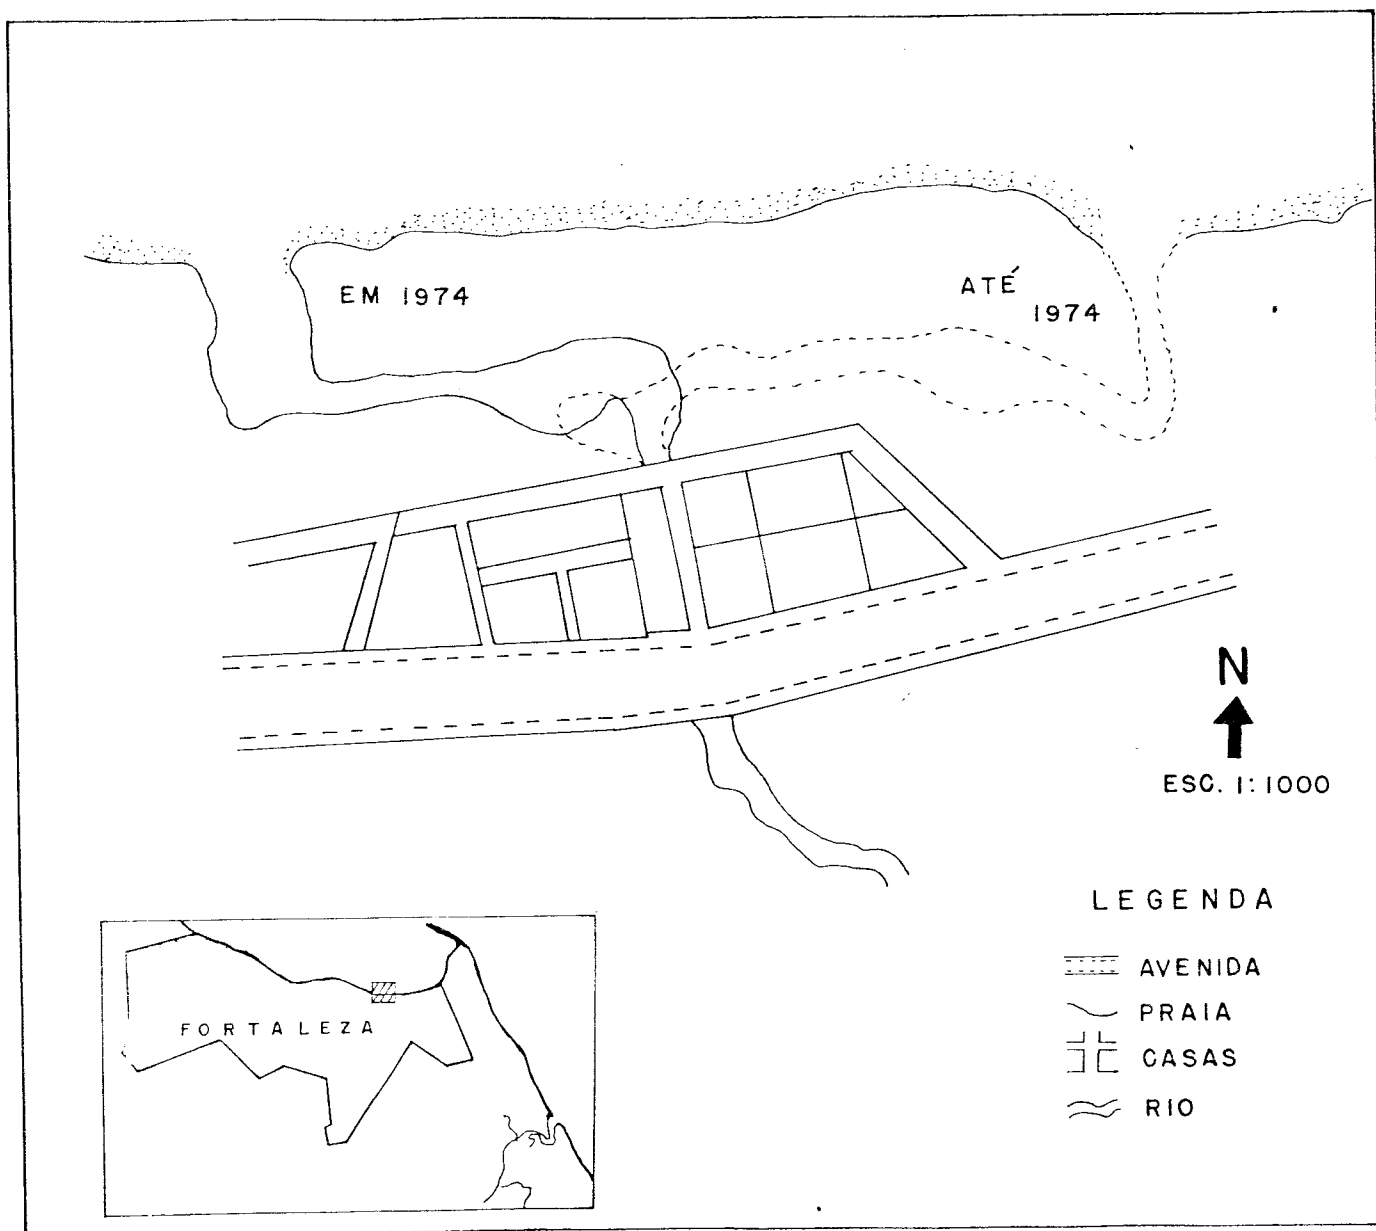 EM 1974
ATÉ
1974
N
ESC. 1:1000
LEGENDA
AVENIDA
PRAIA
CASAS
RIO
FORTALEZA